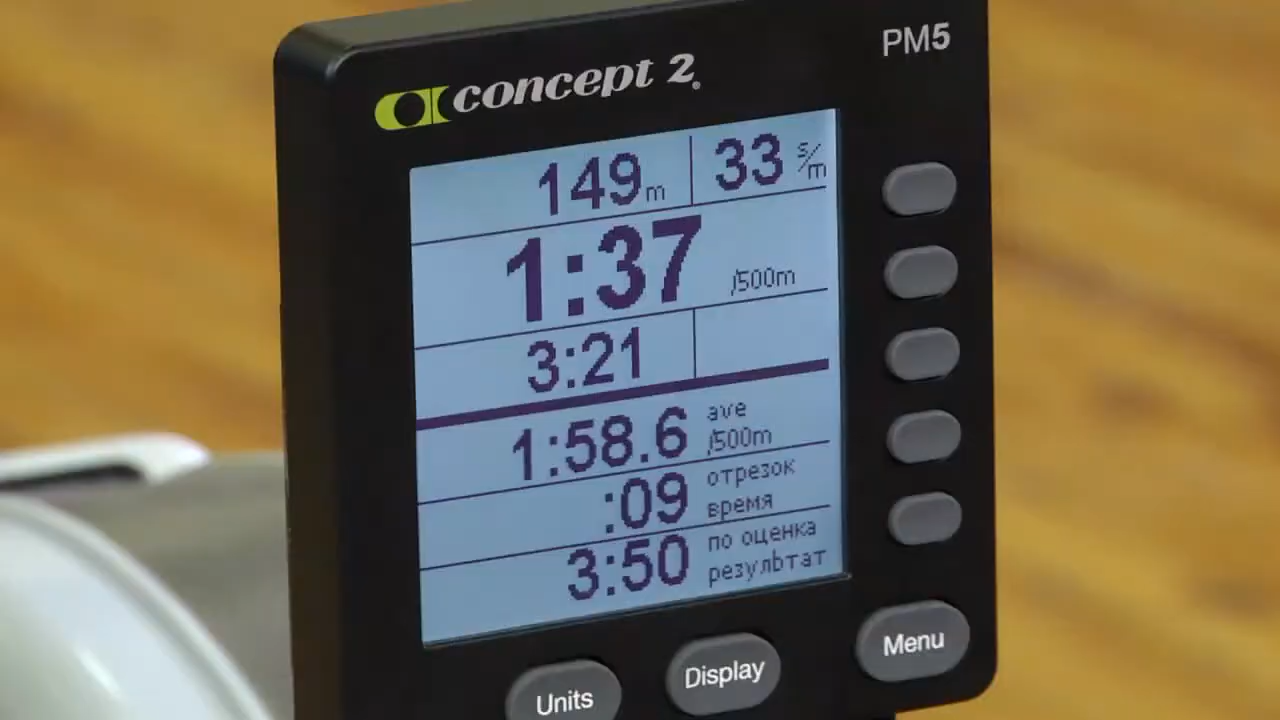 concept 2
PM5
149m 33 s/m
1:37 /500m
3:21
1:58.6 ave /500m
:09 отрезок время
3:50 по оценка результат
Units Display Menu